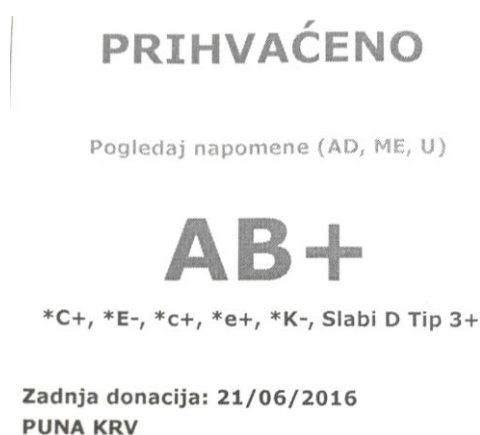 PRIHVAĆENO
Pogledaj napomene (AD, ME, U)
AB+
*C+, *E-, *c+, *e+, *K-, Slabi D Tip 3+
Zadnja donacija: 21/06/2016
PUNA KRV